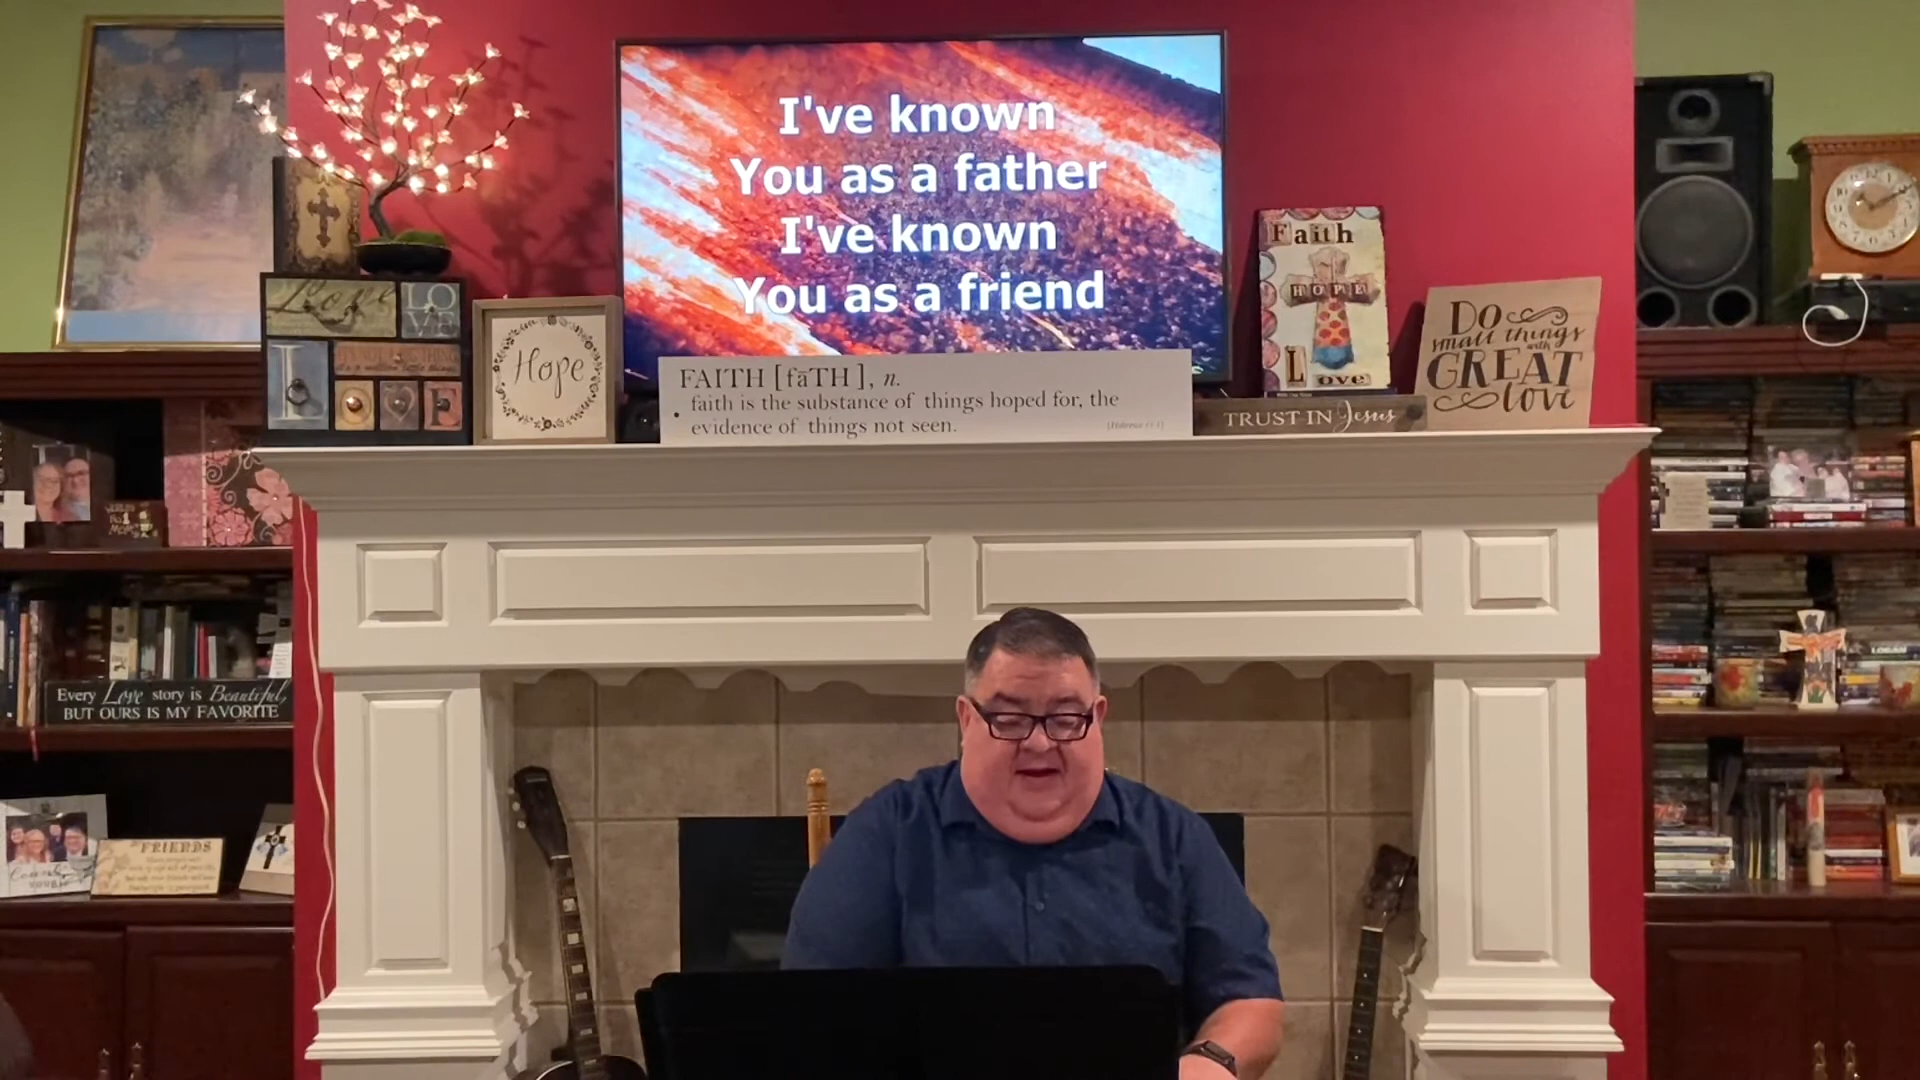 I've known
You as a father
I've known
You as a friend
Love
LO
VE
L O V E
Hope
FAITH [fāTH], n.
faith is the substance of things hoped for, the
evidence of things not seen.
Faith
HOPE
Love
TRUST IN Jesus
Do
small things
with
GREAT
love
Every Love story is Beautiful,
BUT OURS IS MY FAVORITE
FRIENDS
LOGAN